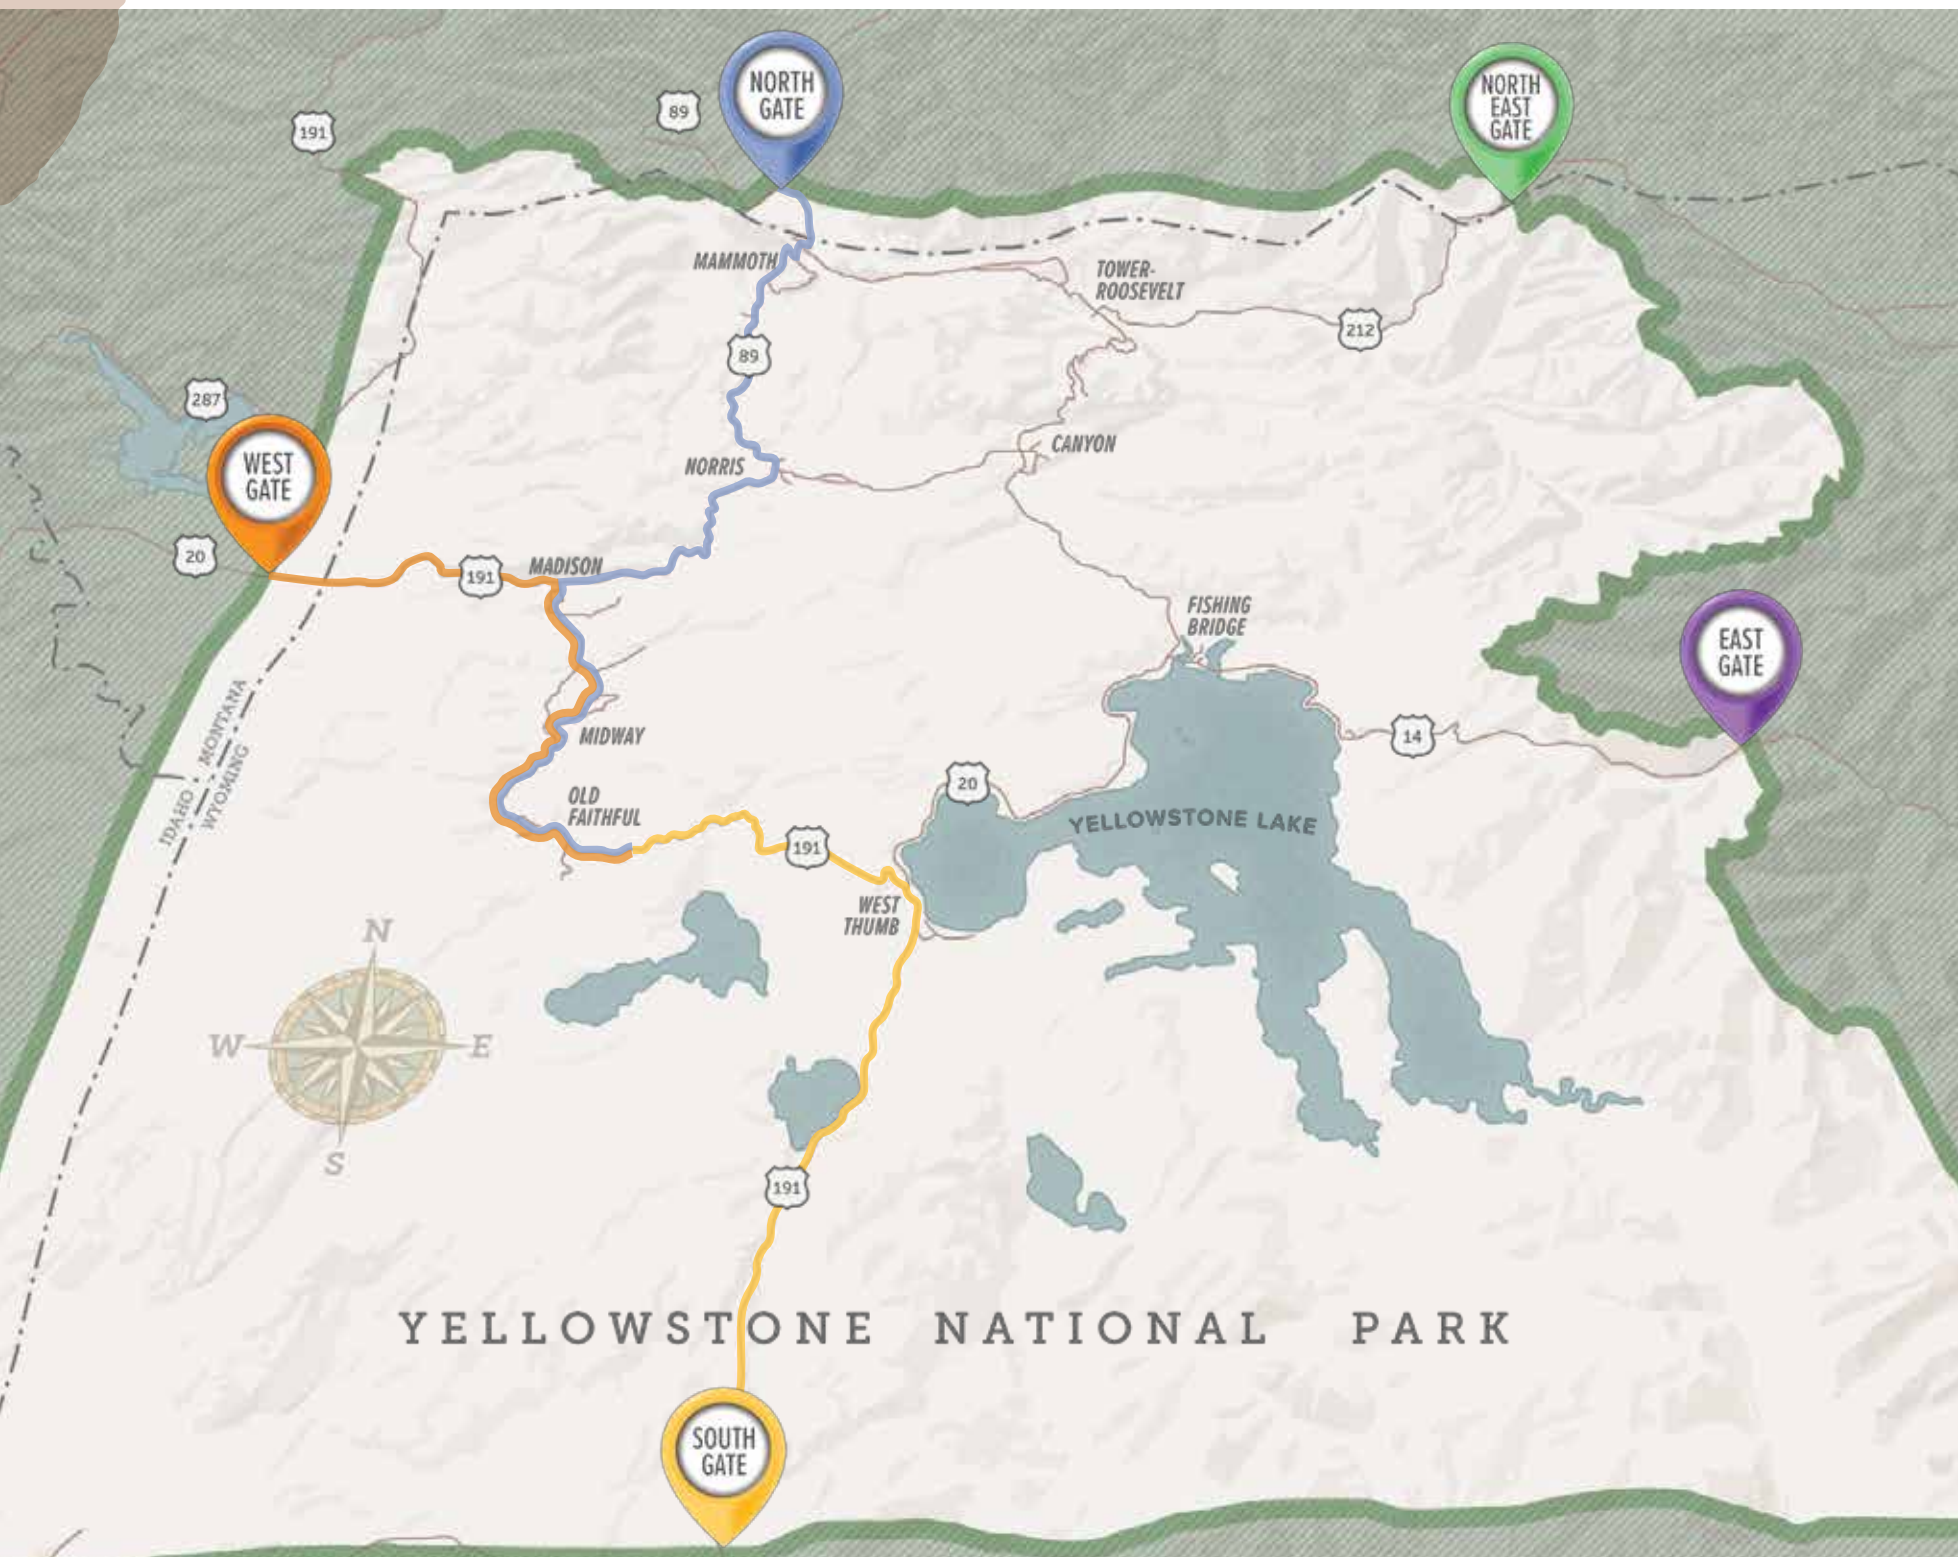 NORTH
GATE
NORTH
EAST
GATE
89
191
MAMMOTH
TOWER-
ROOSEVELT
212
89
287
WEST
GATE
NORRIS
CANYON
20
191
MADISON
FISHING
BRIDGE
EAST
GATE
MONTANA
IDAHO
WYOMING
MIDWAY
14
OLD
FAITHFUL
20
YELLOWSTONE LAKE
191
WEST
THUMB
N
W
E
S
191
YELLOWSTONE NATIONAL PARK
SOUTH
GATE